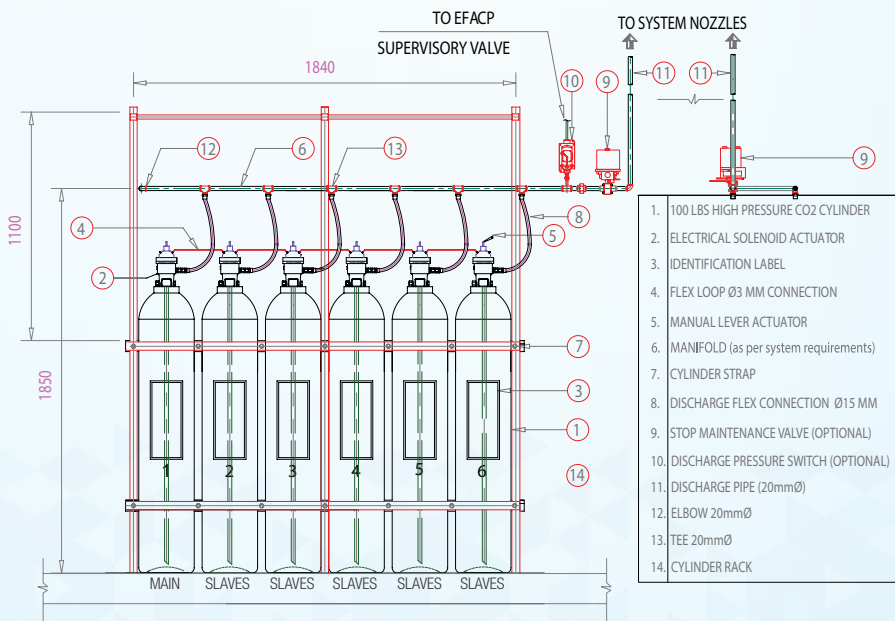 TO EFACP
SUPERVISORY VALVE
TO SYSTEM NOZZLES
1840
10
9
11
11
12
6
13
9
8
4
5
2
1100
1850
7
3
1
14
1
2
3
4
5
6
MAIN
SLAVES
SLAVES
SLAVES
SLAVES
SLAVES
1. 100 LBS HIGH PRESSURE CO2 CYLINDER
2. ELECTRICAL SOLENOID ACTUATOR
3. IDENTIFICATION LABEL
4. FLEX LOOP Ø3 MM CONNECTION
5. MANUAL LEVER ACTUATOR
6. MANIFOLD (as per system requirements)
7. CYLINDER STRAP
8. DISCHARGE FLEX CONNECTION Ø15 MM
9. STOP MAINTENANCE VALVE (OPTIONAL)
10. DISCHARGE PRESSURE SWITCH (OPTIONAL)
11. DISCHARGE PIPE (20mmØ)
12. ELBOW 20mmØ
13. TEE 20mmØ
14. CYLINDER RACK